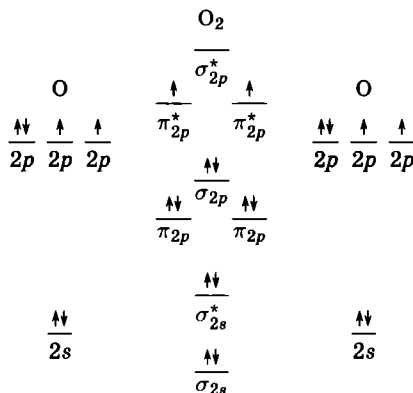 O₂
σ*₂ₚ
O O
π*₂ₚ π*₂ₚ
2p 2p 2p 2p 2p 2p
σ₂ₚ
π₂ₚ π₂ₚ
σ*₂ₛ
2s 2s
σ₂ₛ